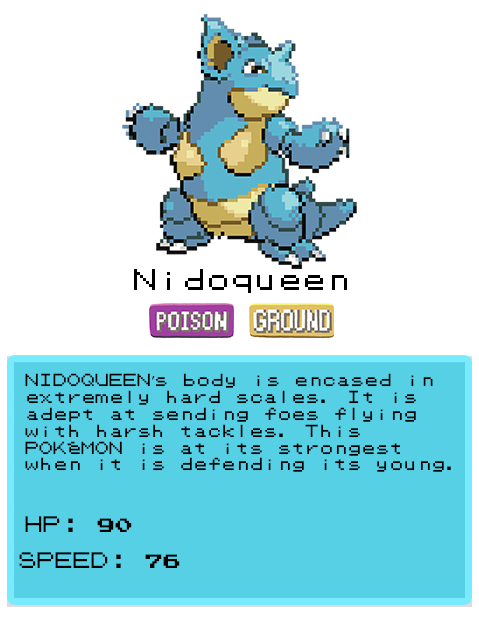 Nidoqueen
POISON GROUND
NIDOQUEEN's body is encased in
extremely hard scales. It is
adept at sending foes flying
with harsh tackles. This
POKéMON is at its strongest
when it is defending its young.
HP: 90
SPEED: 76